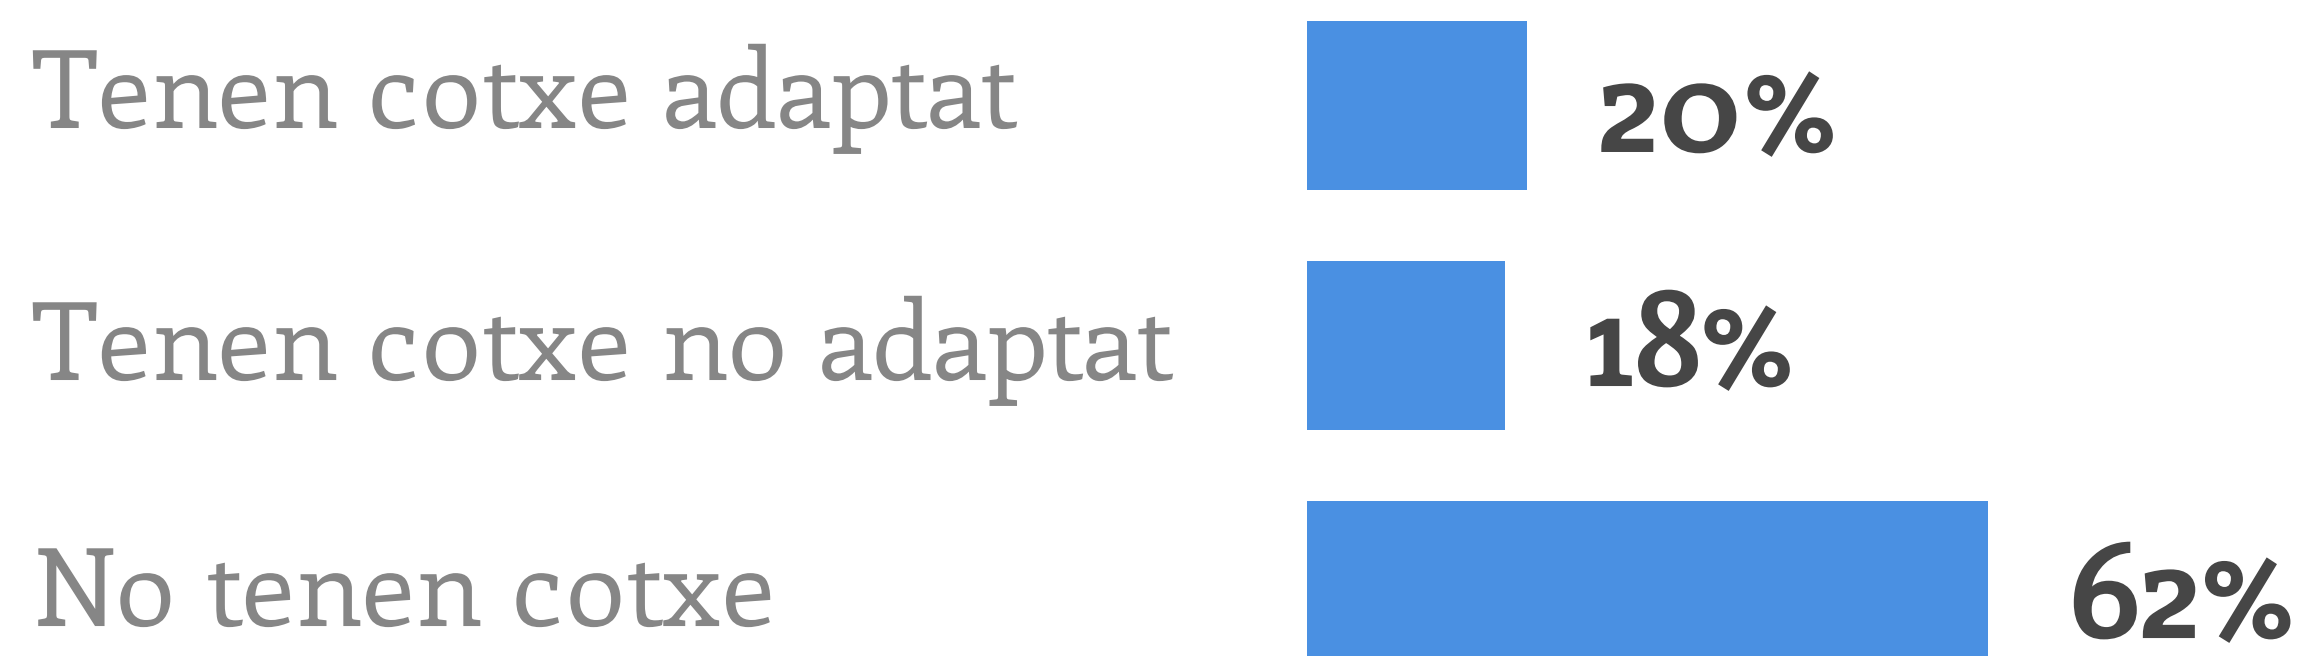 Tenen cotxe adaptat 20%
Tenen cotxe no adaptat 18%
No tenen cotxe 62%